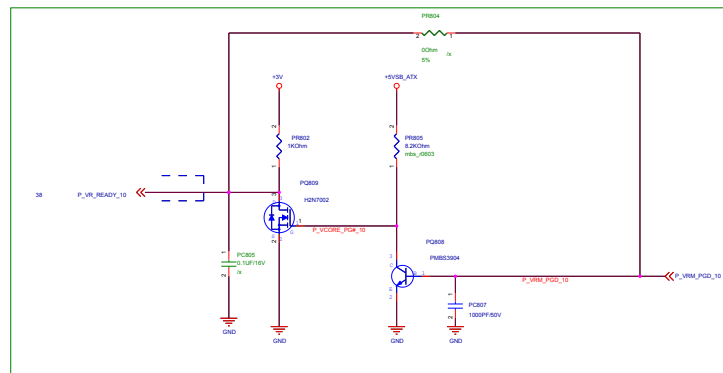 PR804
2
1
0Ohm
/x
5%
+3V
+5VSB_ATX
2
PR802
1KOhm
1
2
PR805
8.2KOhm
mbs_r0603
1
38
P_VR_READY_10
PQ809
H2N7002
3
D
1
G
S
2
P_VCORE_PG#_10
PQ808
PMBS3904
3
C
B
1
E
2
P_VRM_PGD_10
P_VRM_PGD_10
1
PC805
0.1UF/16V
/x
2
1
PC807
1000PF/50V
2
GND
GND
GND
GND